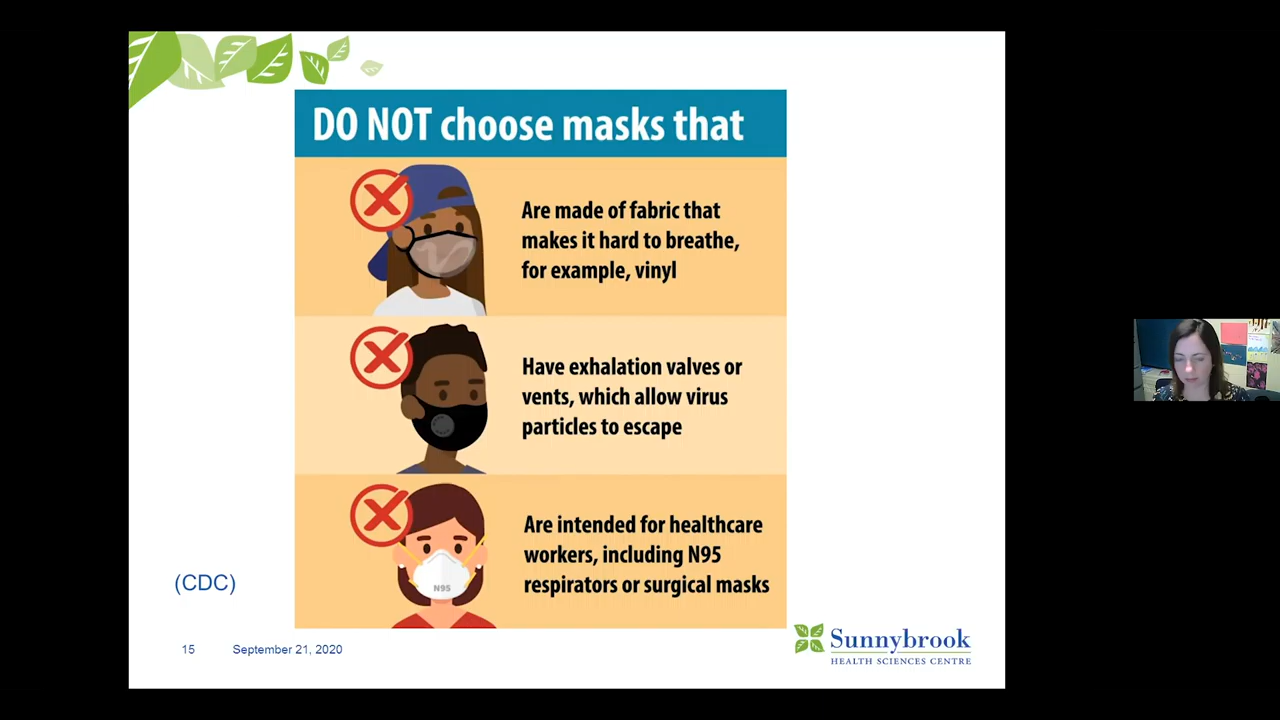 DO NOT choose masks that
Are made of fabric that
makes it hard to breathe,
for example, vinyl
Have exhalation valves or
vents, which allow virus
particles to escape
Are intended for healthcare
workers, including N95
respirators or surgical masks
N95
(CDC)
15 September 21, 2020
Sunnybrook
HEALTH SCIENCES CENTRE